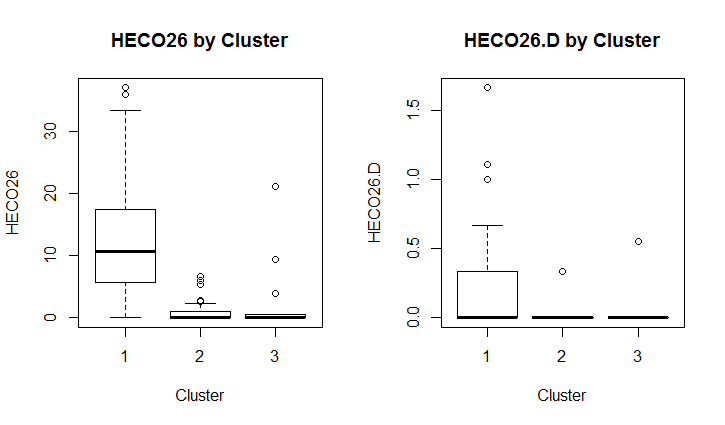 HECO26 by Cluster
HECO26
30
20
10
0
1 2 3
Cluster
HECO26.D by Cluster
HECO26.D
1.5
1.0
0.5
0.0
1 2 3
Cluster